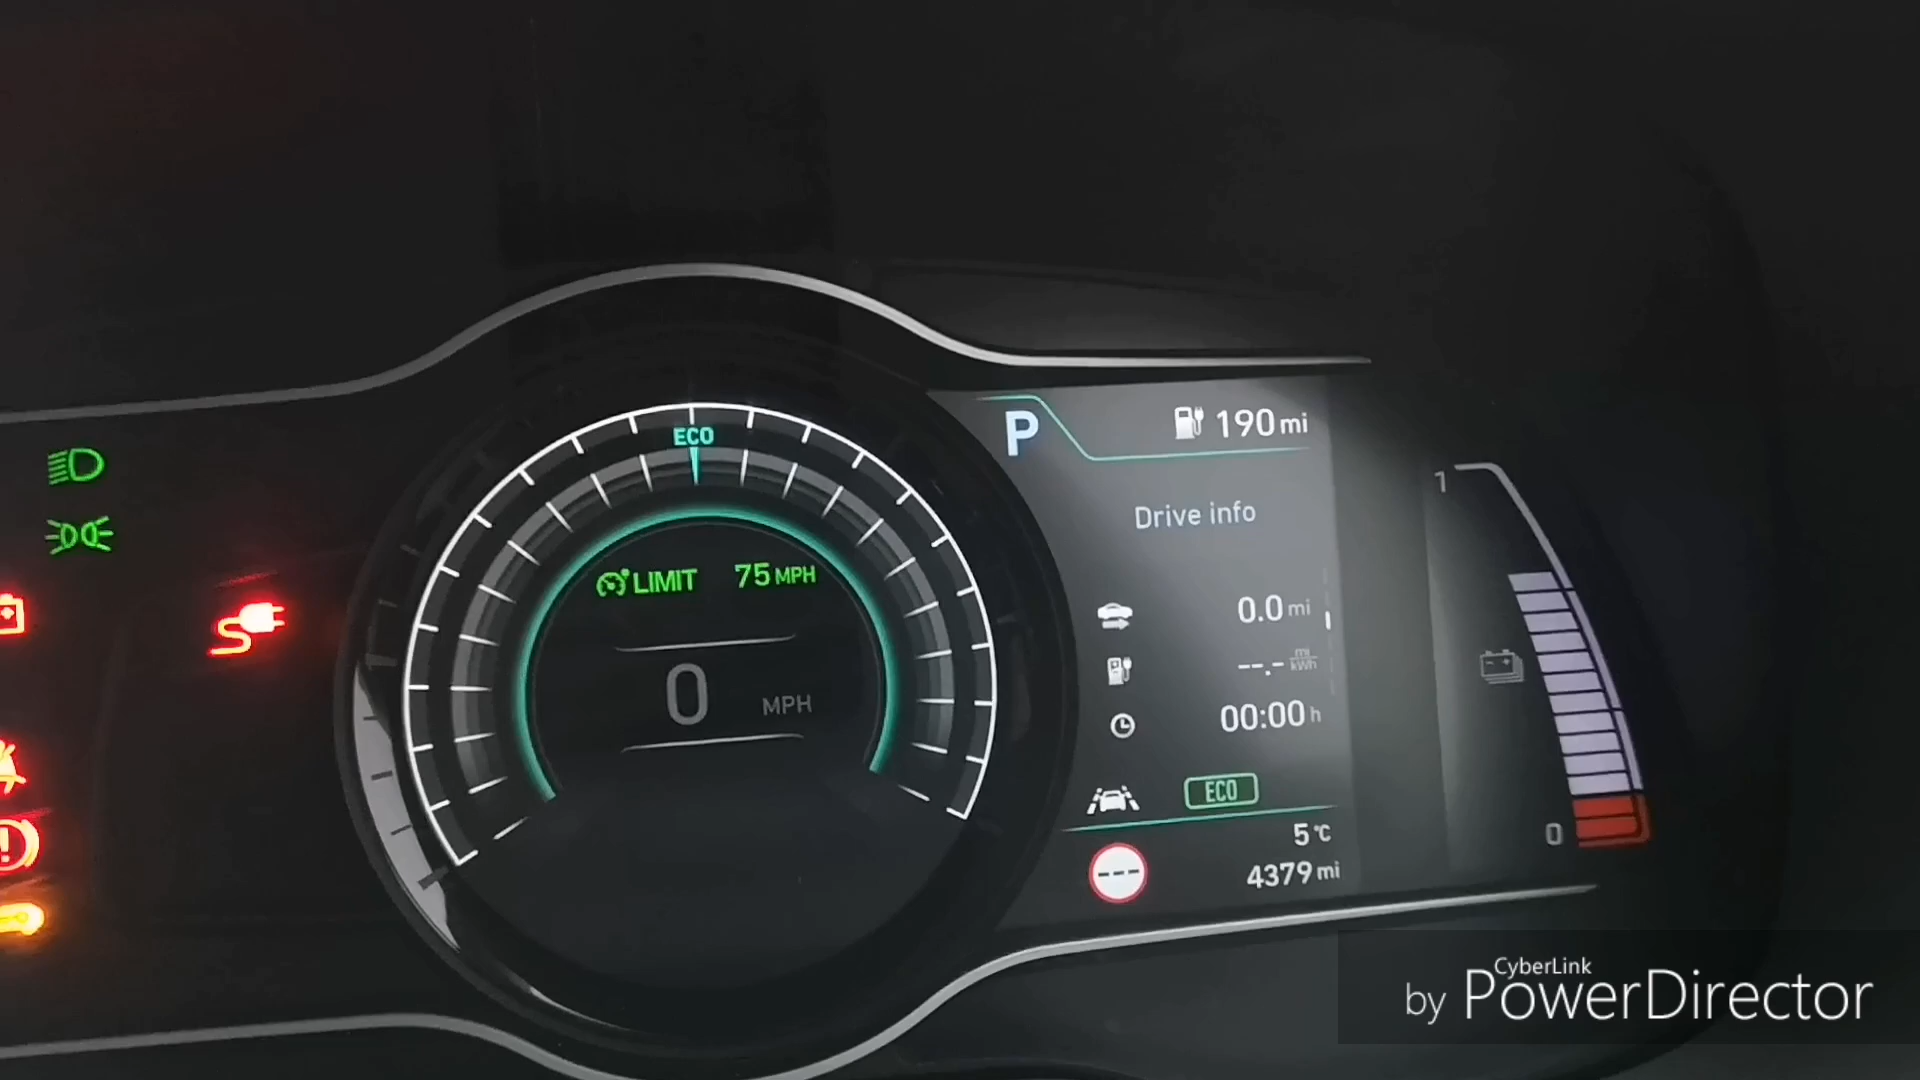 ECO
LIMIT 75 MPH
0 MPH
P 190 mi
Drive info
0.0 mi
--.- mi/kWh
00:00 h
ECO
5 °C
--- 4379 mi
1
0
by CyberLink PowerDirector